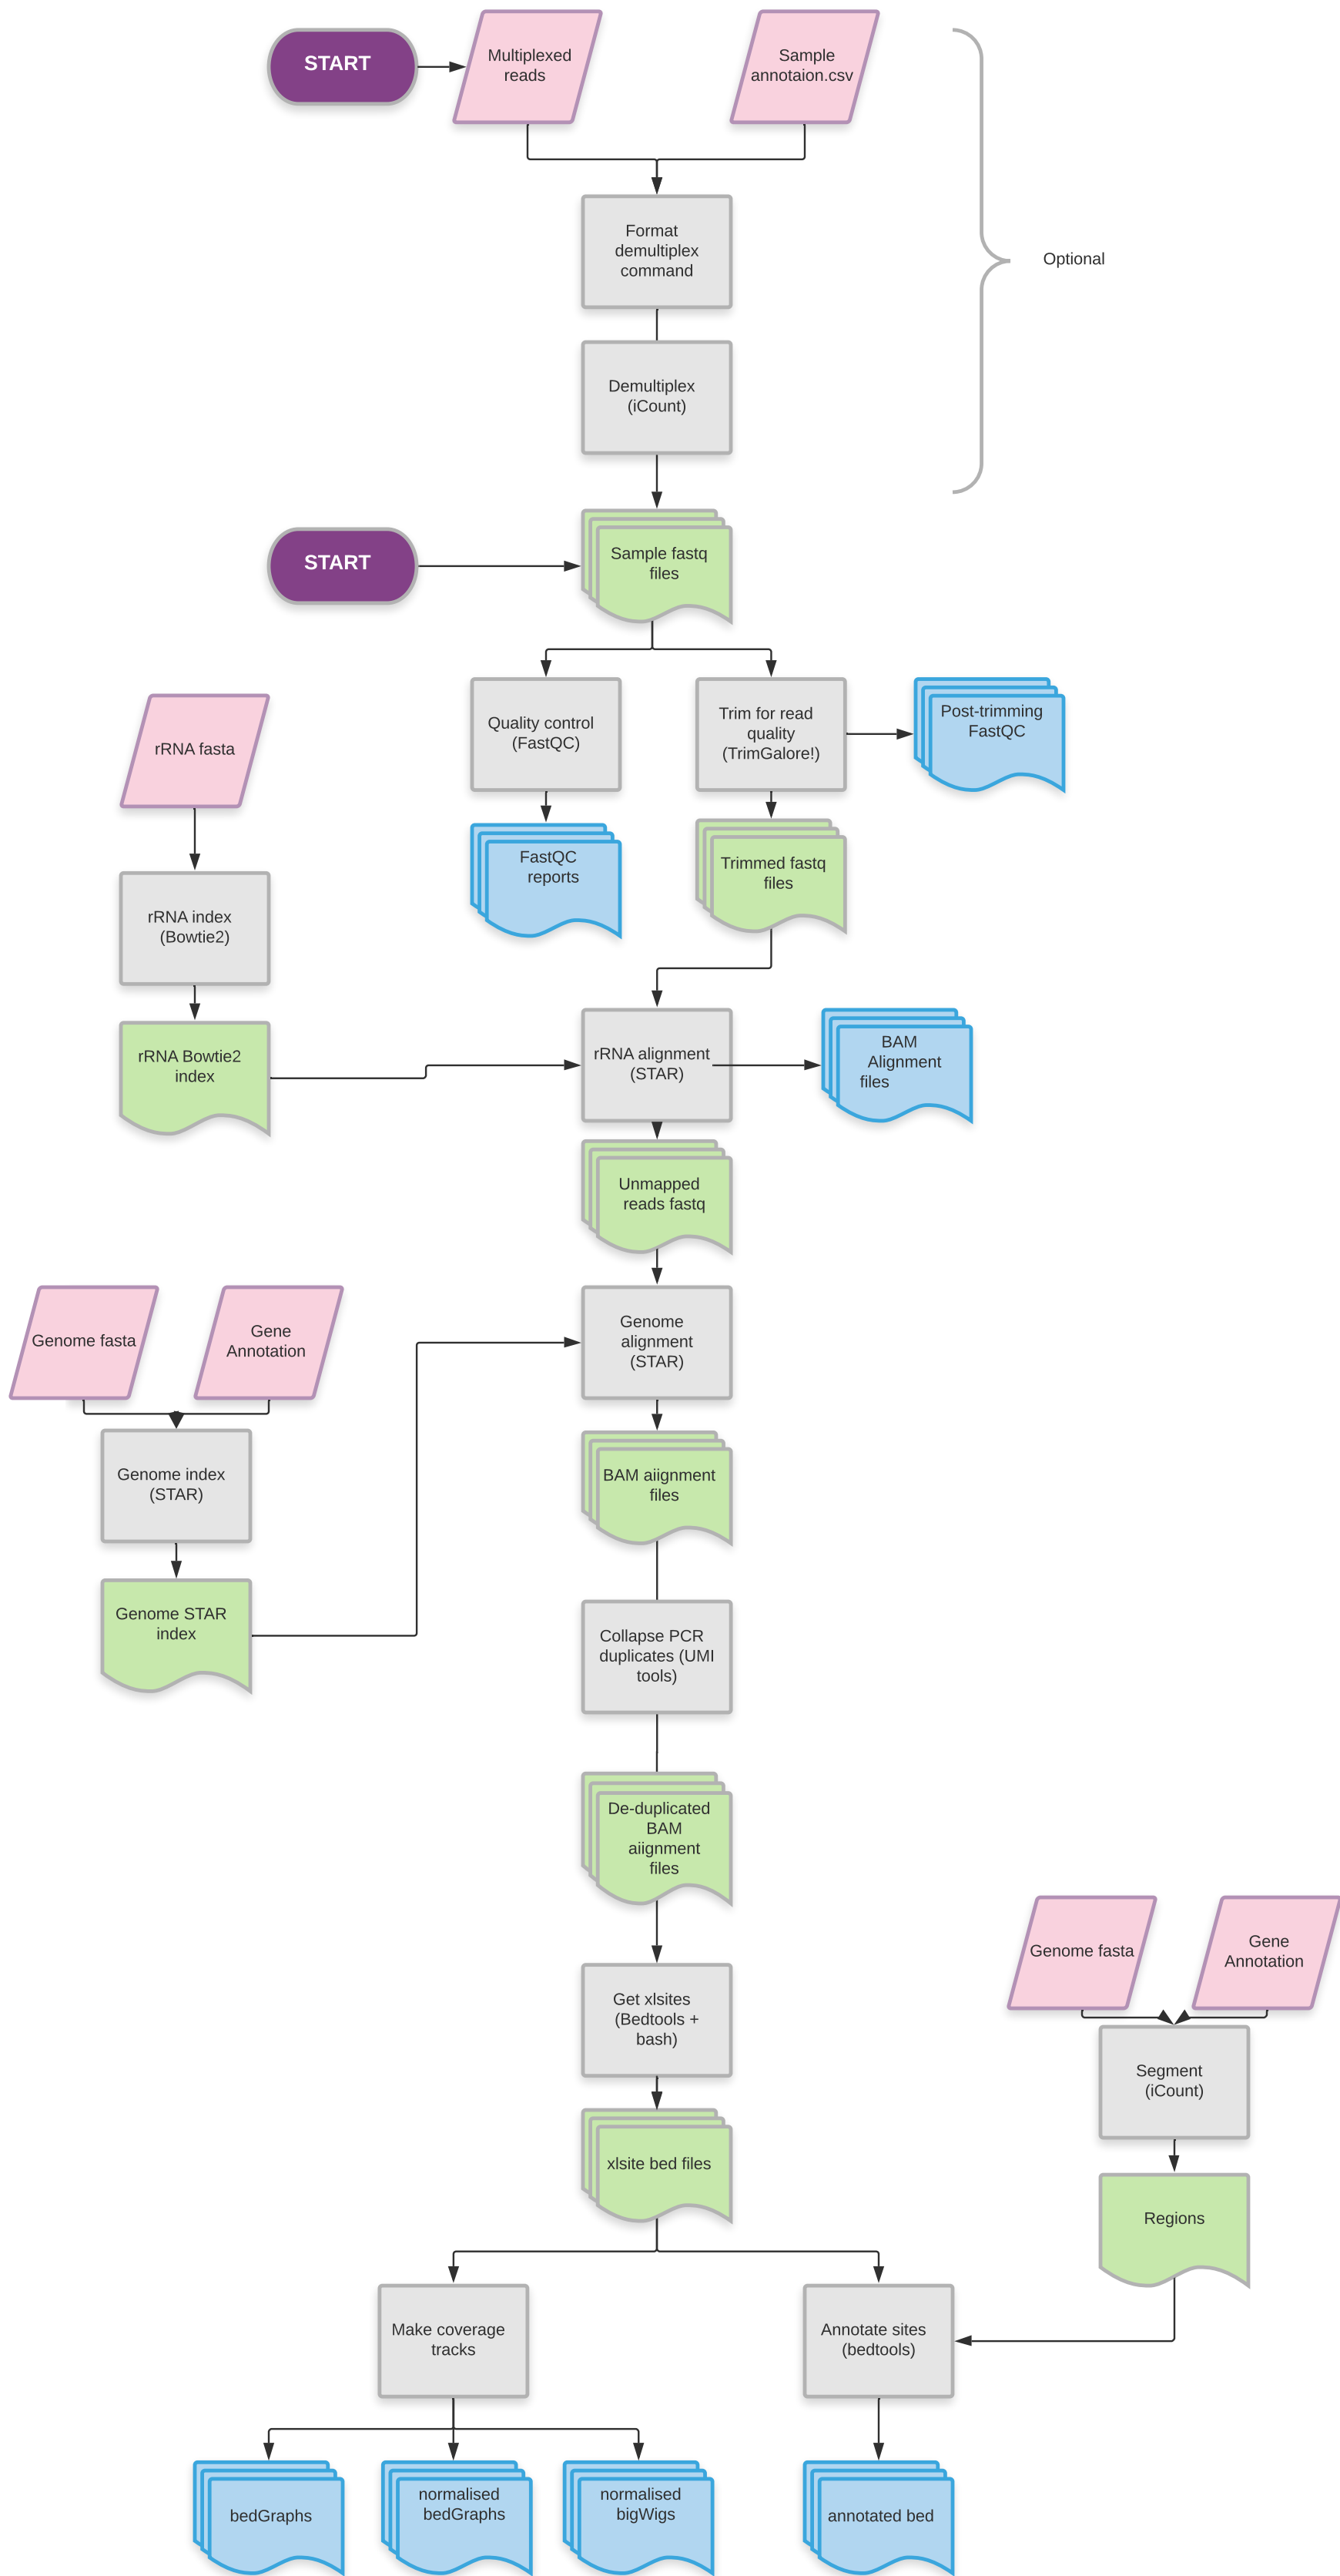 START
Multiplexed
reads
Sample
annotaion.csv
Format
demultiplex
command
Optional
Demultiplex
(iCount)
START
Sample fastq
files
Quality control
(FastQC)
Trim for read
quality
(TrimGalore!)
Post-trimming
FastQC
rRNA fasta
FastQC
reports
Trimmed fastq
files
rRNA index
(Bowtie2)
rRNA Bowtie2
index
rRNA alignment
(STAR)
BAM
Alignment
files
Unmapped
reads fastq
Genome fasta
Gene
Annotation
Genome
alignment
(STAR)
Genome index
(STAR)
BAM aiignment
files
Genome STAR
index
Collapse PCR
duplicates (UMI
tools)
De-duplicated
BAM
aiignment
files
Genome fasta
Gene
Annotation
Get xlsites
(Bedtools +
bash)
Segment
(iCount)
xlsite bed files
Regions
Make coverage
tracks
Annotate sites
(bedtools)
bedGraphs
normalised
bedGraphs
normalised
bigWigs
annotated bed